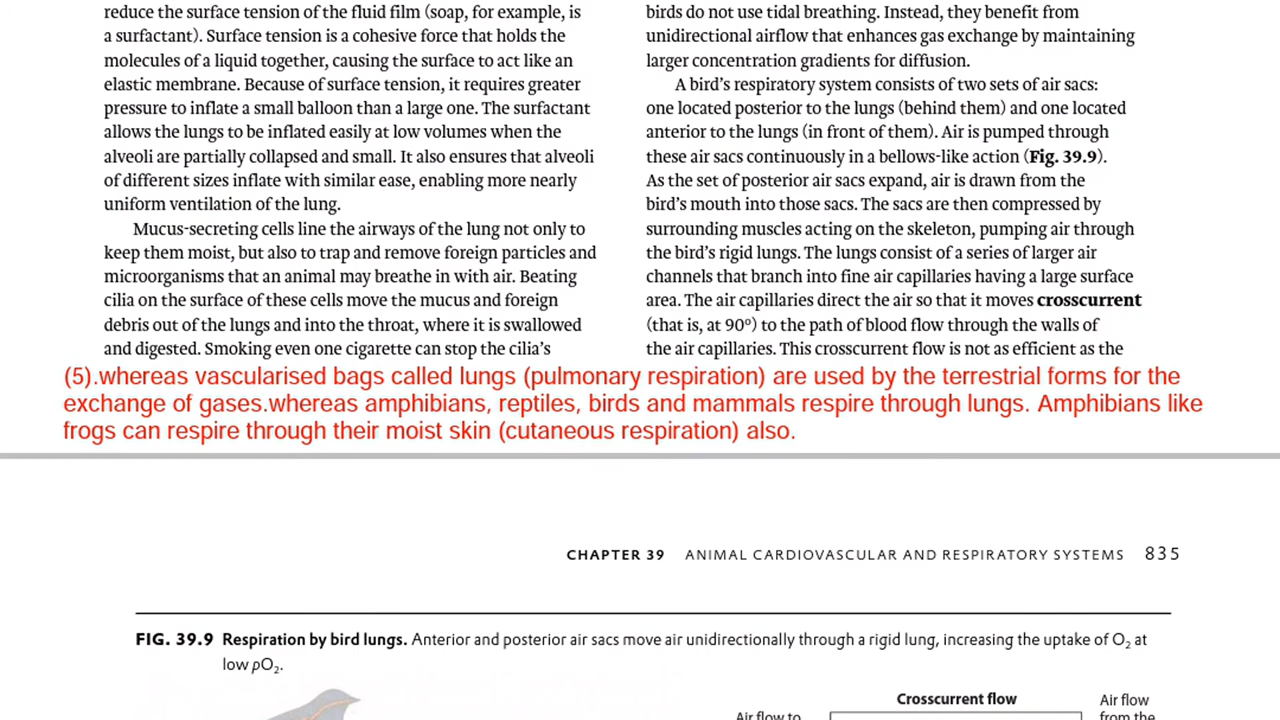 reduce the surface tension of the fluid film (soap, for example, is
a surfactant). Surface tension is a cohesive force that holds the
molecules of a liquid together, causing the surface to act like an
elastic membrane. Because of surface tension, it requires greater
pressure to inflate a small balloon than a large one. The surfactant
allows the lungs to be inflated easily at low volumes when the
alveoli are partially collapsed and small. It also ensures that alveoli
of different sizes inflate with similar ease, enabling more nearly
uniform ventilation of the lung.
Mucus-secreting cells line the airways of the lung not only to
keep them moist, but also to trap and remove foreign particles and
microorganisms that an animal may breathe in with air. Beating
cilia on the surface of these cells move the mucus and foreign
debris out of the lungs and into the throat, where it is swallowed
and digested. Smoking even one cigarette can stop the cilia’s
birds do not use tidal breathing. Instead, they benefit from
unidirectional airflow that enhances gas exchange by maintaining
larger concentration gradients for diffusion.
A bird’s respiratory system consists of two sets of air sacs:
one located posterior to the lungs (behind them) and one located
anterior to the lungs (in front of them). Air is pumped through
these air sacs continuously in a bellows-like action (Fig. 39.9).
As the set of posterior air sacs expand, air is drawn from the
bird’s mouth into those sacs. The sacs are then compressed by
surrounding muscles acting on the skeleton, pumping air through
the bird’s rigid lungs. The lungs consist of a series of larger air
channels that branch into fine air capillaries having a large surface
area. The air capillaries direct the air so that it moves crosscurrent
(that is, at 90°) to the path of blood flow through the walls of
the air capillaries. This crosscurrent flow is not as efficient as the
(5).whereas vascularised bags called lungs (pulmonary respiration) are used by the terrestrial forms for the
exchange of gases.whereas amphibians, reptiles, birds and mammals respire through lungs. Amphibians like
frogs can respire through their moist skin (cutaneous respiration) also.
CHAPTER 39 ANIMAL CARDIOVASCULAR AND RESPIRATORY SYSTEMS 835
FIG. 39.9 Respiration by bird lungs. Anterior and posterior air sacs move air unidirectionally through a rigid lung, increasing the uptake of O₂ at
low pO₂.
Crosscurrent flow
Air flow to
Air flow
from the